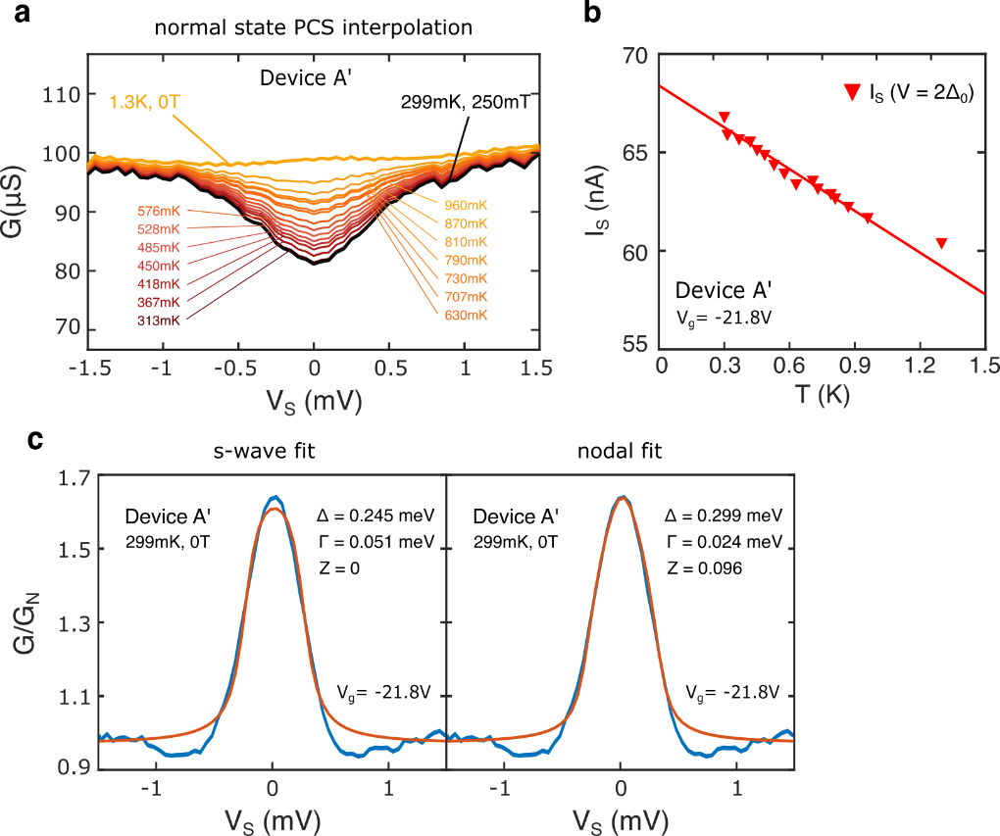 a
normal state PCS interpolation
Device A'
1.3K, 0T
299mK, 250mT
110
100
90
80
70
G(µS)
576mK
528mK
485mK
450mK
418mK
367mK
313mK
960mK
870mK
810mK
790mK
730mK
707mK
630mK
-1.5
-0.5
0
0.5
1.5
V_S (mV)
b
70
65
60
55
I_S (nA)
I_S (V = 2Δ_0)
Device A'
V_g= -21.8V
0
0.3
0.6
0.9
1.2
1.5
T (K)
c
s-wave fit
nodal fit
1.7
1.5
1.3
1.1
0.9
G/G_N
Device A'
299mK, 0T
Δ = 0.245 meV
Γ = 0.051 meV
Z = 0
V_g= -21.8V
-1
0
1
V_S (mV)
Device A'
299mK, 0T
Δ = 0.299 meV
Γ = 0.024 meV
Z = 0.096
V_g= -21.8V
-1
0
1
V_S (mV)